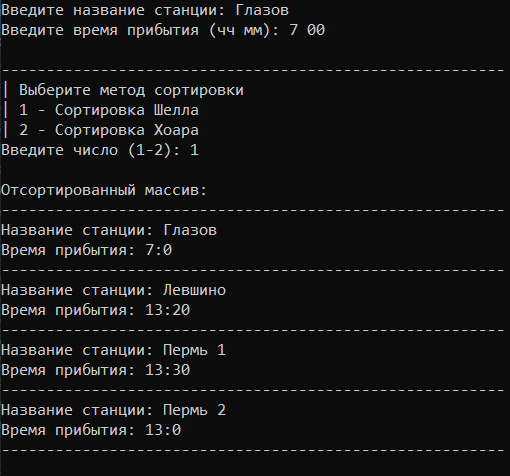 Введите название станции: Глазов
Введите время прибытия (чч мм): 7 00
--------------------------------------------------------
| Выберите метод сортировки
| 1 - Сортировка Шелла
| 2 - Сортировка Хоара
Введите число (1-2): 1
Отсортированный массив:
--------------------------------------------------------
Название станции: Глазов
Время прибытия: 7:0
--------------------------------------------------------
Название станции: Левшино
Время прибытия: 13:20
--------------------------------------------------------
Название станции: Пермь 1
Время прибытия: 13:30
--------------------------------------------------------
Название станции: Пермь 2
Время прибытия: 13:0
--------------------------------------------------------